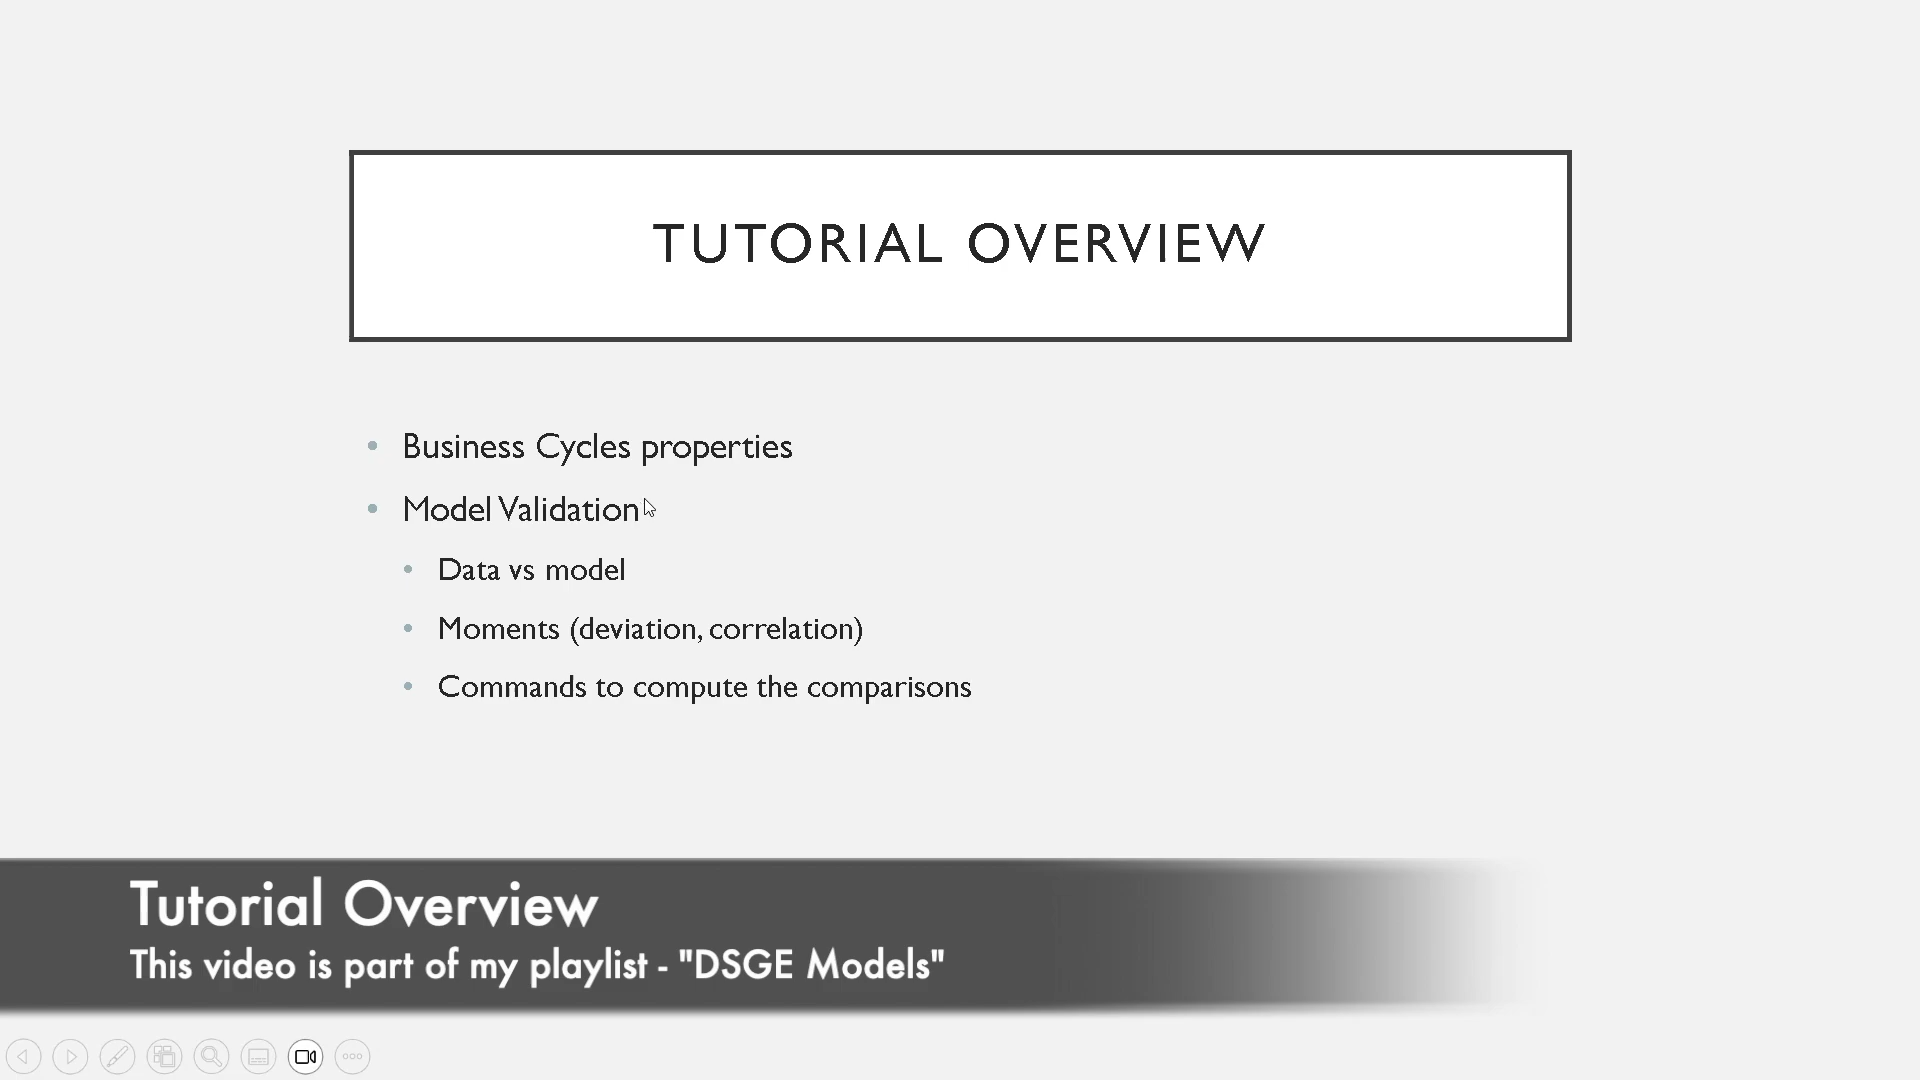 TUTORIAL OVERVIEW
• Business Cycles properties
• Model Validation
• Data vs model
• Moments (deviation, correlation)
• Commands to compute the comparisons
Tutorial Overview
This video is part of my playlist - "DSGE Models"